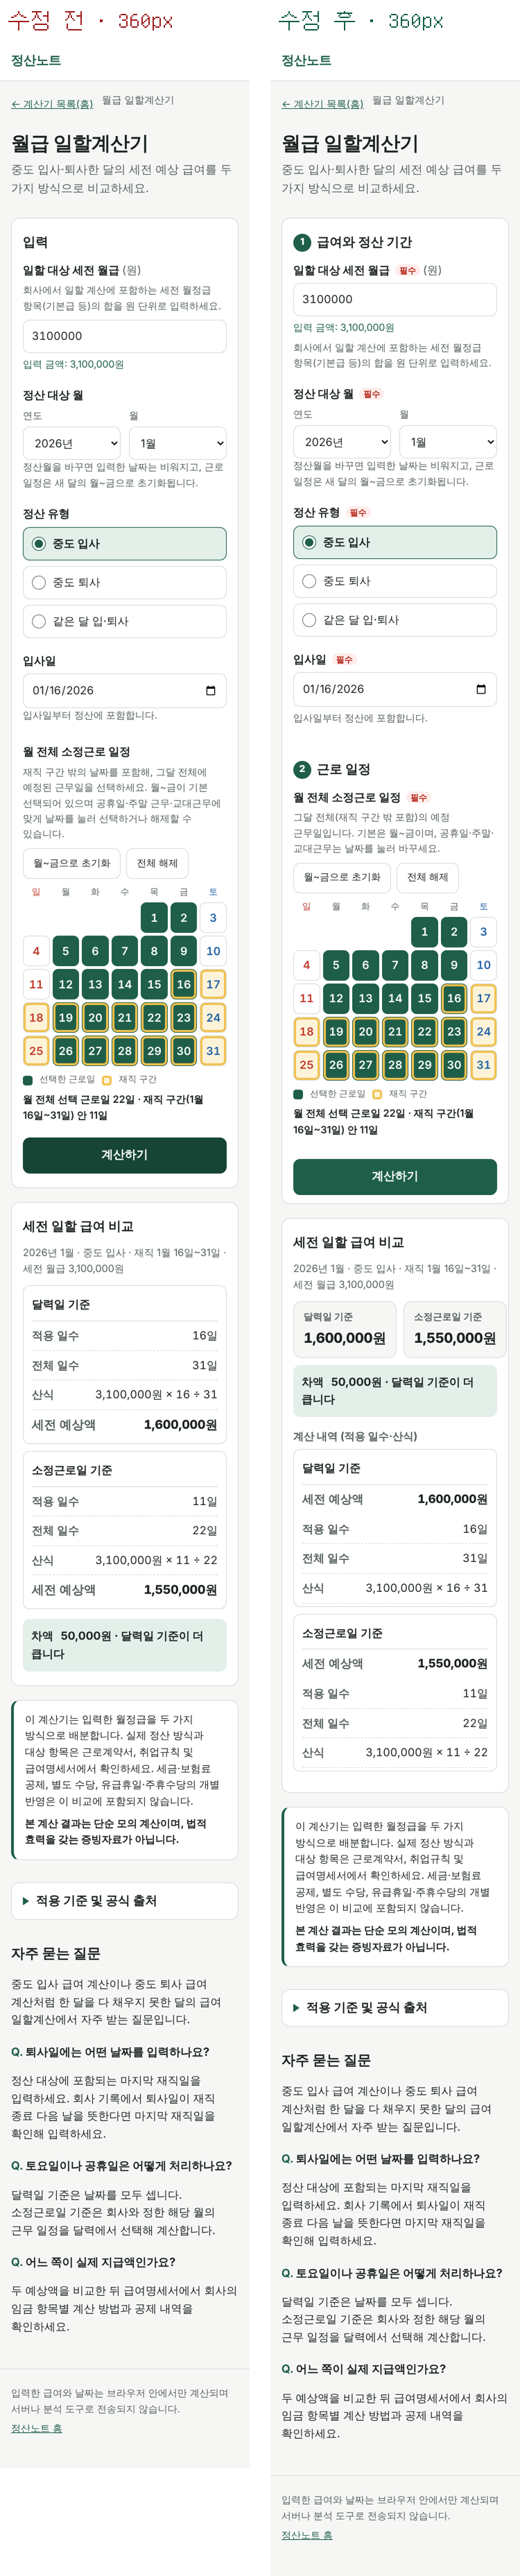 수정 전 · 360px
정산노트
← 계산기 목록(홈) 월급 일할계산기
월급 일할계산기
중도 입사·퇴사한 달의 세전 예상 급여를 두
가지 방식으로 비교하세요.
입력
일할 대상 세전 월급 (원)
회사에서 일할 계산에 포함하는 세전 월정급
항목(기본급 등)의 합을 원 단위로 입력하세요.
3100000
입력 금액: 3,100,000원
정산 대상 월
연도 월
2026년 1월
정산월을 바꾸면 입력한 날짜는 비워지고, 근로
일정은 새 달의 월~금으로 초기화됩니다.
정산 유형
중도 입사
중도 퇴사
같은 달 입·퇴사
입사일
01/16/2026
입사일부터 정산에 포함합니다.
월 전체 소정근로 일정
재직 구간 밖의 날짜를 포함해, 그달 전체에
예정된 근무일을 선택하세요. 월~금이 기본
선택되어 있으며 공휴일·주말 근무·교대근무에
맞게 날짜를 눌러 선택하거나 해제할 수
있습니다.
월~금으로 초기화 전체 해제
일 월 화 수 목 금 토
1 2 3
4 5 6 7 8 9 10
11 12 13 14 15 16 17
18 19 20 21 22 23 24
25 26 27 28 29 30 31
선택한 근로일 재직 구간
월 전체 선택 근로일 22일 · 재직 구간(1월
16일~31일) 안 11일
계산하기
세전 일할 급여 비교
2026년 1월 · 중도 입사 · 재직 1월 16일~31일 ·
세전 월급 3,100,000원
달력일 기준
적용 일수 16일
전체 일수 31일
산식 3,100,000원 × 16 ÷ 31
세전 예상액 1,600,000원
소정근로일 기준
적용 일수 11일
전체 일수 22일
산식 3,100,000원 × 11 ÷ 22
세전 예상액 1,550,000원
차액 50,000원 · 달력일 기준이 더
큽니다
이 계산기는 입력한 월정급을 두 가지
방식으로 배분합니다. 실제 정산 방식과
대상 항목은 근로계약서, 취업규칙 및
급여명세서에서 확인하세요. 세금·보험료
공제, 별도 수당, 유급휴일·주휴수당의 개별
반영은 이 비교에 포함되지 않습니다.
본 계산 결과는 단순 모의 계산이며, 법적
효력을 갖는 증빙자료가 아닙니다.
적용 기준 및 공식 출처
자주 묻는 질문
중도 입사 급여 계산이나 중도 퇴사 급여
계산처럼 한 달을 다 채우지 못한 달의 급여
일할계산에서 자주 받는 질문입니다.
Q. 퇴사일에는 어떤 날짜를 입력하나요?
정산 대상에 포함되는 마지막 재직일을
입력하세요. 회사 기록에서 퇴사일이 재직
종료 다음 날을 뜻한다면 마지막 재직일을
확인해 입력하세요.
Q. 토요일이나 공휴일은 어떻게 처리하나요?
달력일 기준은 날짜를 모두 셉니다.
소정근로일 기준은 회사와 정한 해당 월의
근무 일정을 달력에서 선택해 계산합니다.
Q. 어느 쪽이 실제 지급액인가요?
두 예상액을 비교한 뒤 급여명세서에서 회사의
임금 항목별 계산 방법과 공제 내역을
확인하세요.
입력한 급여와 날짜는 브라우저 안에서만 계산되며
서버나 분석 도구로 전송되지 않습니다.
정산노트 홈
수정 후 · 360px
정산노트
← 계산기 목록(홈) 월급 일할계산기
월급 일할계산기
중도 입사·퇴사한 달의 세전 예상 급여를 두
가지 방식으로 비교하세요.
1 급여와 정산 기간
일할 대상 세전 월급 필수 (원)
3100000
입력 금액: 3,100,000원
회사에서 일할 계산에 포함하는 세전 월정급
항목(기본급 등)의 합을 원 단위로 입력하세요.
정산 대상 월 필수
연도 월
2026년 1월
정산월을 바꾸면 입력한 날짜는 비워지고, 근로
일정은 새 달의 월~금으로 초기화됩니다.
정산 유형 필수
중도 입사
중도 퇴사
같은 달 입·퇴사
입사일 필수
01/16/2026
입사일부터 정산에 포함합니다.
2 근로 일정
월 전체 소정근로 일정 필수
그달 전체(재직 구간 밖 포함)의 예정
근무일입니다. 기본은 월~금이며, 공휴일·주말·
교대근무는 날짜를 눌러 바꾸세요.
월~금으로 초기화 전체 해제
일 월 화 수 목 금 토
1 2 3
4 5 6 7 8 9 10
11 12 13 14 15 16 17
18 19 20 21 22 23 24
25 26 27 28 29 30 31
선택한 근로일 재직 구간
월 전체 선택 근로일 22일 · 재직 구간(1월
16일~31일) 안 11일
계산하기
세전 일할 급여 비교
2026년 1월 · 중도 입사 · 재직 1월 16일~31일 ·
세전 월급 3,100,000원
달력일 기준 소정근로일 기준
1,600,000원 1,550,000원
차액 50,000원 · 달력일 기준이 더
큽니다
계산 내역 (적용 일수·산식)
달력일 기준
세전 예상액 1,600,000원
적용 일수 16일
전체 일수 31일
산식 3,100,000원 × 16 ÷ 31
소정근로일 기준
세전 예상액 1,550,000원
적용 일수 11일
전체 일수 22일
산식 3,100,000원 × 11 ÷ 22
이 계산기는 입력한 월정급을 두 가지
방식으로 배분합니다. 실제 정산 방식과
대상 항목은 근로계약서, 취업규칙 및
급여명세서에서 확인하세요. 세금·보험료
공제, 별도 수당, 유급휴일·주휴수당의 개별
반영은 이 비교에 포함되지 않습니다.
본 계산 결과는 단순 모의 계산이며, 법적
효력을 갖는 증빙자료가 아닙니다.
적용 기준 및 공식 출처
자주 묻는 질문
중도 입사 급여 계산이나 중도 퇴사 급여
계산처럼 한 달을 다 채우지 못한 달의 급여
일할계산에서 자주 받는 질문입니다.
Q. 퇴사일에는 어떤 날짜를 입력하나요?
정산 대상에 포함되는 마지막 재직일을
입력하세요. 회사 기록에서 퇴사일이 재직
종료 다음 날을 뜻한다면 마지막 재직일을
확인해 입력하세요.
Q. 토요일이나 공휴일은 어떻게 처리하나요?
달력일 기준은 날짜를 모두 셉니다.
소정근로일 기준은 회사와 정한 해당 월의
근무 일정을 달력에서 선택해 계산합니다.
Q. 어느 쪽이 실제 지급액인가요?
두 예상액을 비교한 뒤 급여명세서에서 회사의
임금 항목별 계산 방법과 공제 내역을
확인하세요.
입력한 급여와 날짜는 브라우저 안에서만 계산되며
서버나 분석 도구로 전송되지 않습니다.
정산노트 홈